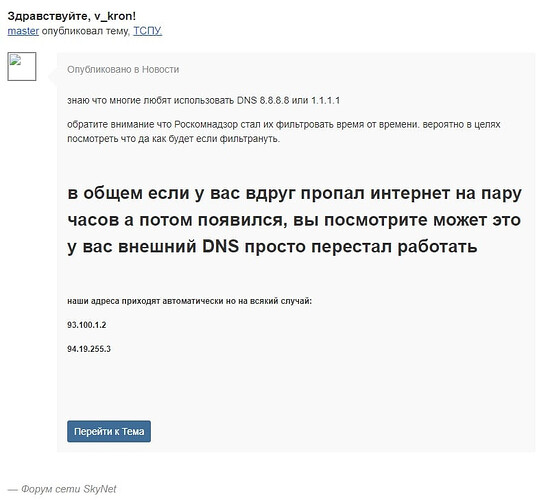 Здравствуйте, v_kron!
master опубликовал тему, ТСПУ.
Опубликовано в Новости
знаю что многие любят использовать DNS 8.8.8.8 или 1.1.1.1
обратите внимание что Роскомнадзор стал их фильтровать время от времени. вероятно в целях
посмотреть что да как будет если фильтрануть.
в общем если у вас вдруг пропал интернет на пару
часов а потом появился, вы посмотрите может это
у вас внешний DNS просто перестал работать
наши адреса приходят автоматически но на всякий случай:
93.100.1.2
94.19.255.3
Перейти к Тема
— Форум сети SkyNet